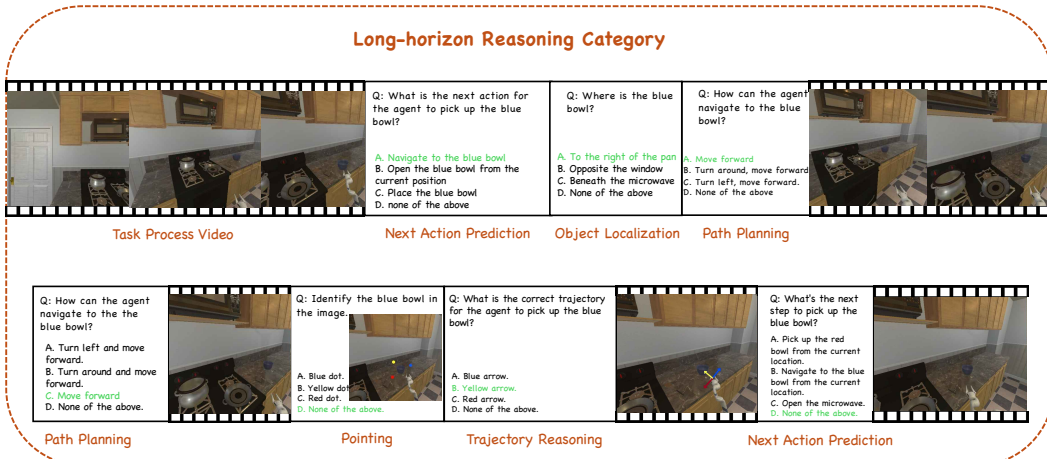 Long-horizon Reasoning Category
Q: What is the next action for
the agent to pick up the blue
bowl?
A. Navigate to the blue bowl
B. Open the blue bowl from the
current position
C. Place the blue bowl
D. none of the above
Q: Where is the blue
bowl?
A. To the right of the pan
B. Opposite the window
C. Beneath the microwave
D. None of the above
Q: How can the agent
navigate to the blue
bowl?
A. Move forward
B. Turn around, move forward
C. Turn left, move forward.
D. None of the above
Task Process Video
Next Action Prediction
Object Localization
Path Planning
Q: How can the agent
navigate to the the
blue bowl?
A. Turn left and move
forward.
B. Turn around and move
forward.
C. Move forward
D. None of the above.
Q: Identify the blue bowl in
the image.
A. Blue dot.
B. Yellow dot
C. Red dot.
D. None of the above.
Q: What is the correct trajectory
for the agent to pick up the blue
bowl?
A. Blue arrow.
B. Yellow arrow.
C. Red arrow.
D. None of the above.
Q: What's the next
step to pick up the
blue bowl?
A. Pick up the red
bowl from the current
location.
B. Navigate to the blue
bowl from the current
location.
C. Open the microwave.
D. None of the above.
Path Planning
Pointing
Trajectory Reasoning
Next Action Prediction